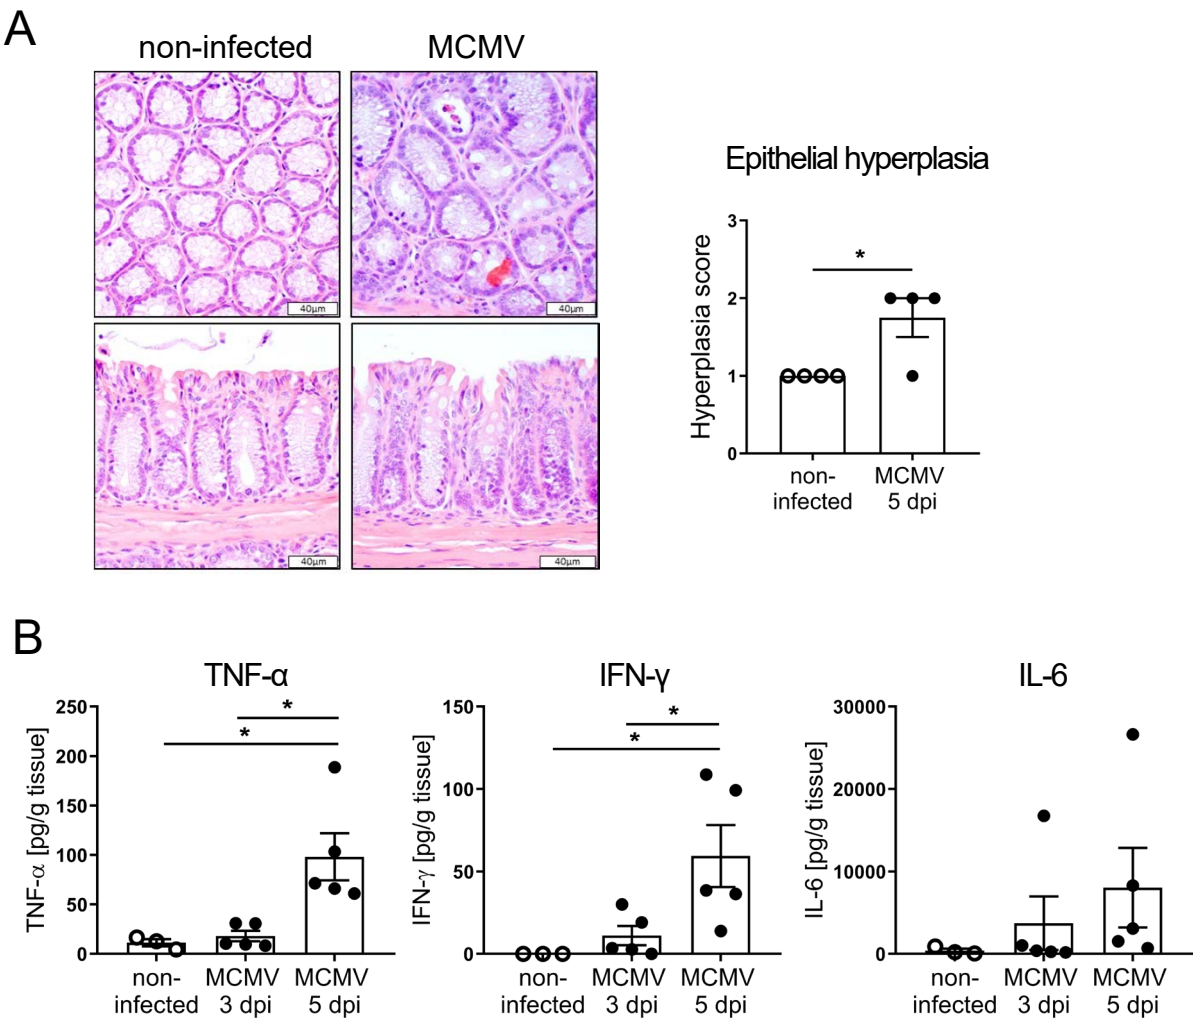 A
non-infected
MCMV
40µm
40µm
40µm
40µm
Epithelial hyperplasia
Hyperplasia score
3
2
1
0
*
non-
infected
MCMV
5 dpi
B
TNF-α
TNF-α [pg/g tissue]
250
200
150
100
50
0
*
*
non-
infected
MCMV
3 dpi
MCMV
5 dpi
IFN-γ
IFN-γ [pg/g tissue]
150
100
50
0
*
*
non-
infected
MCMV
3 dpi
MCMV
5 dpi
IL-6
IL-6 [pg/g tissue]
30000
20000
10000
0
non-
infected
MCMV
3 dpi
MCMV
5 dpi